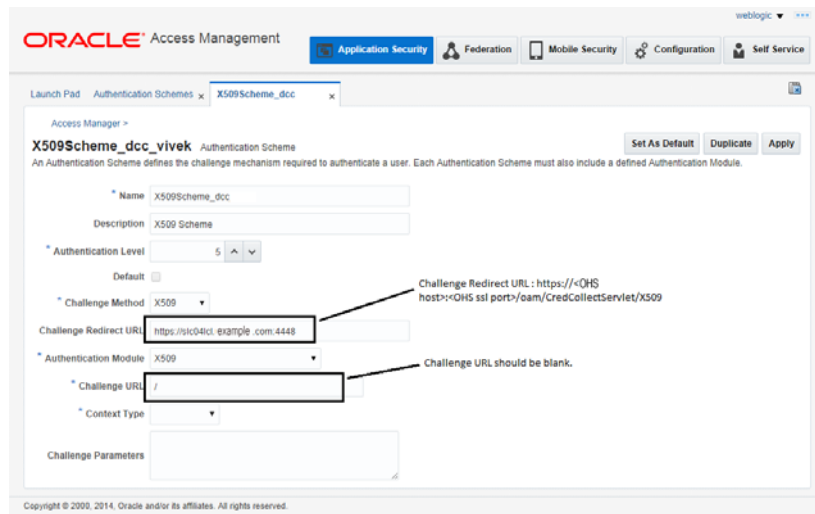 weblogic ▼
ORACLE® Access Management
Application Security
Federation
Mobile Security
Configuration
Self Service
Launch Pad
Authentication Schemes x
X509Scheme_dcc x
Access Manager >
X509Scheme_dcc_vivek Authentication Scheme
Set As Default
Duplicate
Apply
An Authentication Scheme defines the challenge mechanism required to authenticate a user. Each Authentication Scheme must also include a defined Authentication Module.
* Name X509Scheme_dcc
Description X509 Scheme
* Authentication Level 5
Default
* Challenge Method X509
Challenge Redirect URL https://slc04lcl. example .com:4448
* Authentication Module X509
* Challenge URL /
* Context Type
Challenge Parameters
Challenge Redirect URL : https://<OHS
host>:<OHS ssl port>/oam/CredCollectServlet/X509
Challenge URL should be blank.
Copyright © 2000, 2014, Oracle and/or its affiliates. All rights reserved.